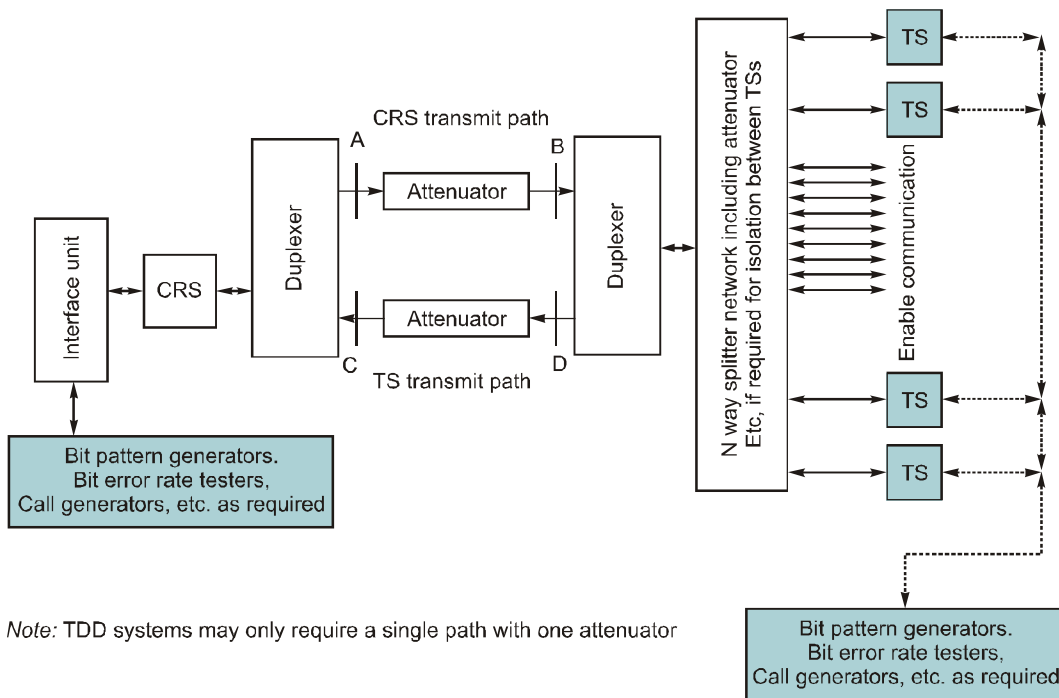 TS
TS
CRS transmit path
A
B
Attenuator
Duplexer
Duplexer
N way splitter network including attenuator
Etc, if required for isolation between TSs
Enable communication
Interface unit
CRS
Attenuator
C
D
TS transmit path
TS
TS
Bit pattern generators.
Bit error rate testers,
Call generators, etc. as required
Note: TDD systems may only require a single path with one attenuator
Bit pattern generators.
Bit error rate testers,
Call generators, etc. as required